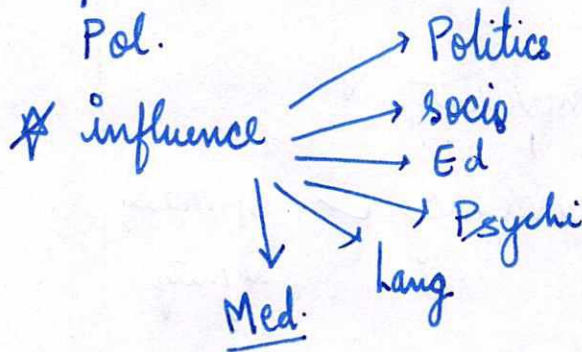 Pol.
Politics
influence
socio
Ed
Psychi
Lang
Med.